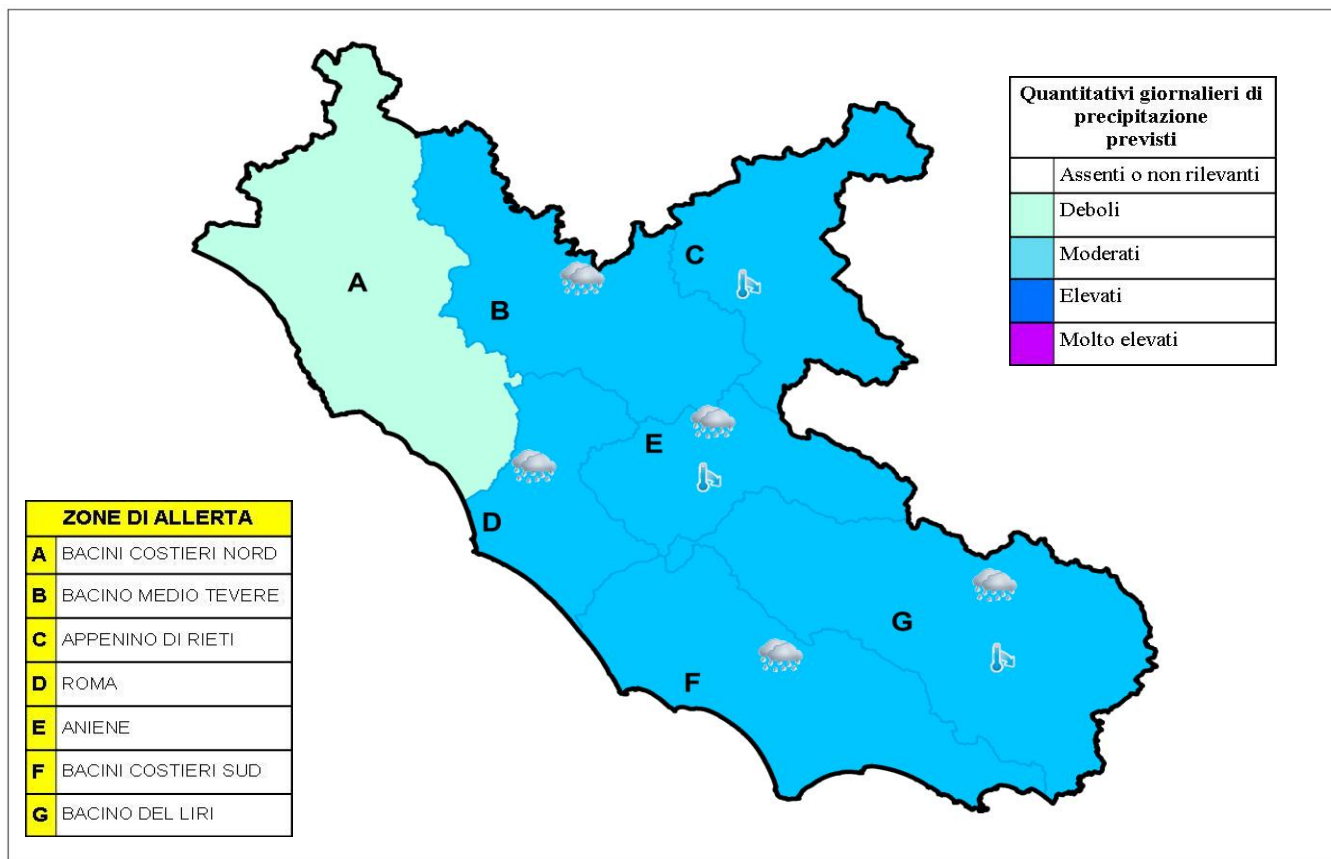 Quantitativi giornalieri di
precipitazione
previsti
Assenti o non rilevanti
Deboli
Moderati
Elevati
Molto elevati
A
B
C
D
E
F
G
ZONE DI ALLERTA
A BACINI COSTIERI NORD
B BACINO MEDIO TEVERE
C APPENINO DI RIETI
D ROMA
E ANIENE
F BACINI COSTIERI SUD
G BACINO DEL LIRI